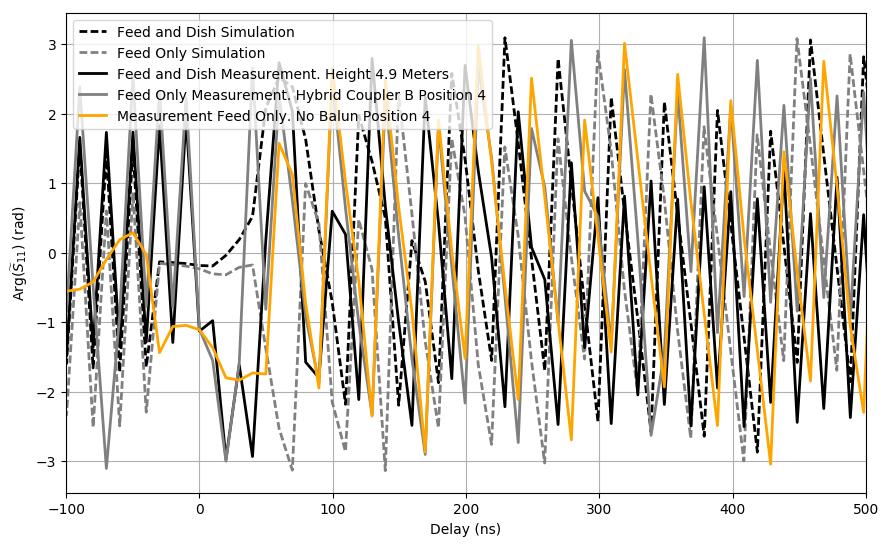 Feed and Dish Simulation
Feed Only Simulation
Feed and Dish Measurement. Height 4.9 Meters
Feed Only Measurement. Hybrid Coupler B Position 4
Measurement Feed Only. No Balun Position 4
3
2
1
0
−1
−2
−3
Arg(S̃₁₁) (rad)
−100 0 100 200 300 400 500
Delay (ns)